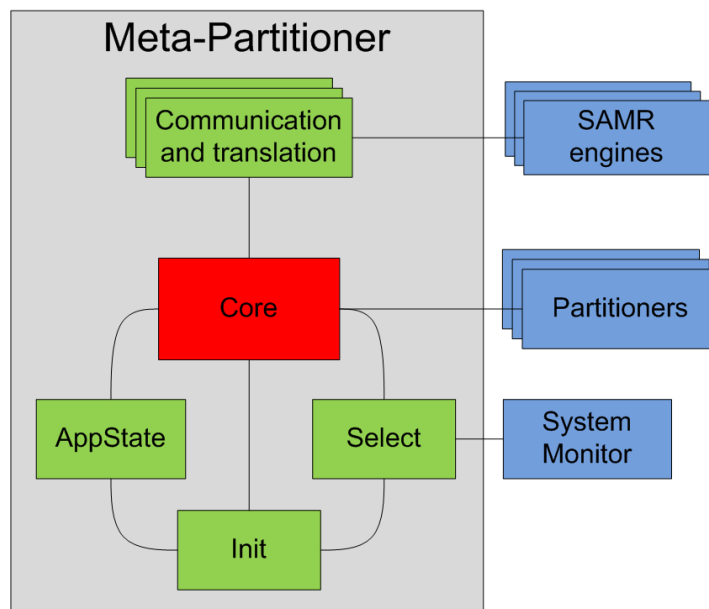 Meta-Partitioner
Communication
and translation
SAMR
engines
Core
Partitioners
AppState
Select
System
Monitor
Init